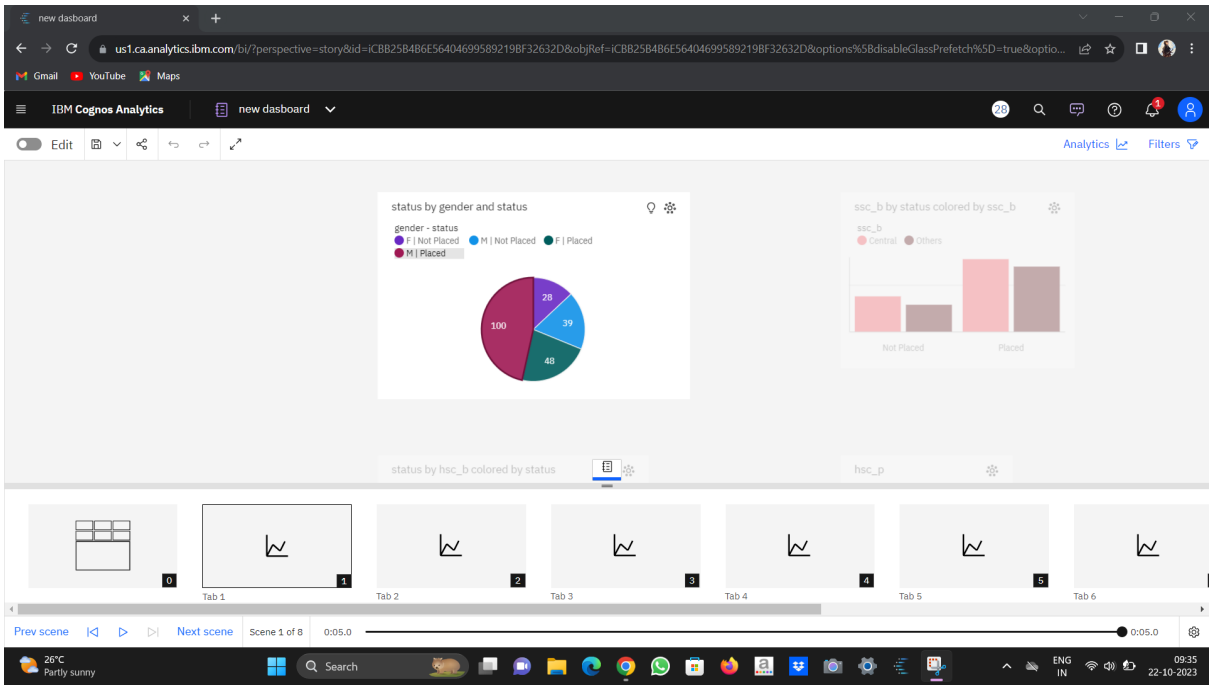 new dasboard
us1.ca.analytics.ibm.com/bi/?perspective=story&id=iCBB25B4B6E56404699589219BF32632D&objRef=iCBB25B4B6E56404699589219BF32632D&options%5BdisableGlassPrefetch%5D=true&optio...
Gmail YouTube Maps
IBM Cognos Analytics new dasboard 28 1
Edit Analytics Filters
status by gender and status
gender - status
F | Not Placed M | Not Placed F | Placed
M | Placed
28
39
100
48
ssc_b by status colored by ssc_b
ssc_b
Central Others
Not Placed Placed
status by hsc_b colored by status
hsc_p
0 1 2 3 4 5
Tab 1 Tab 2 Tab 3 Tab 4 Tab 5 Tab 6
Prev scene Next scene Scene 1 of 8 0:05.0 0:05.0
26°C
Partly sunny
Search
a
ENG
IN
09:35
22-10-2023